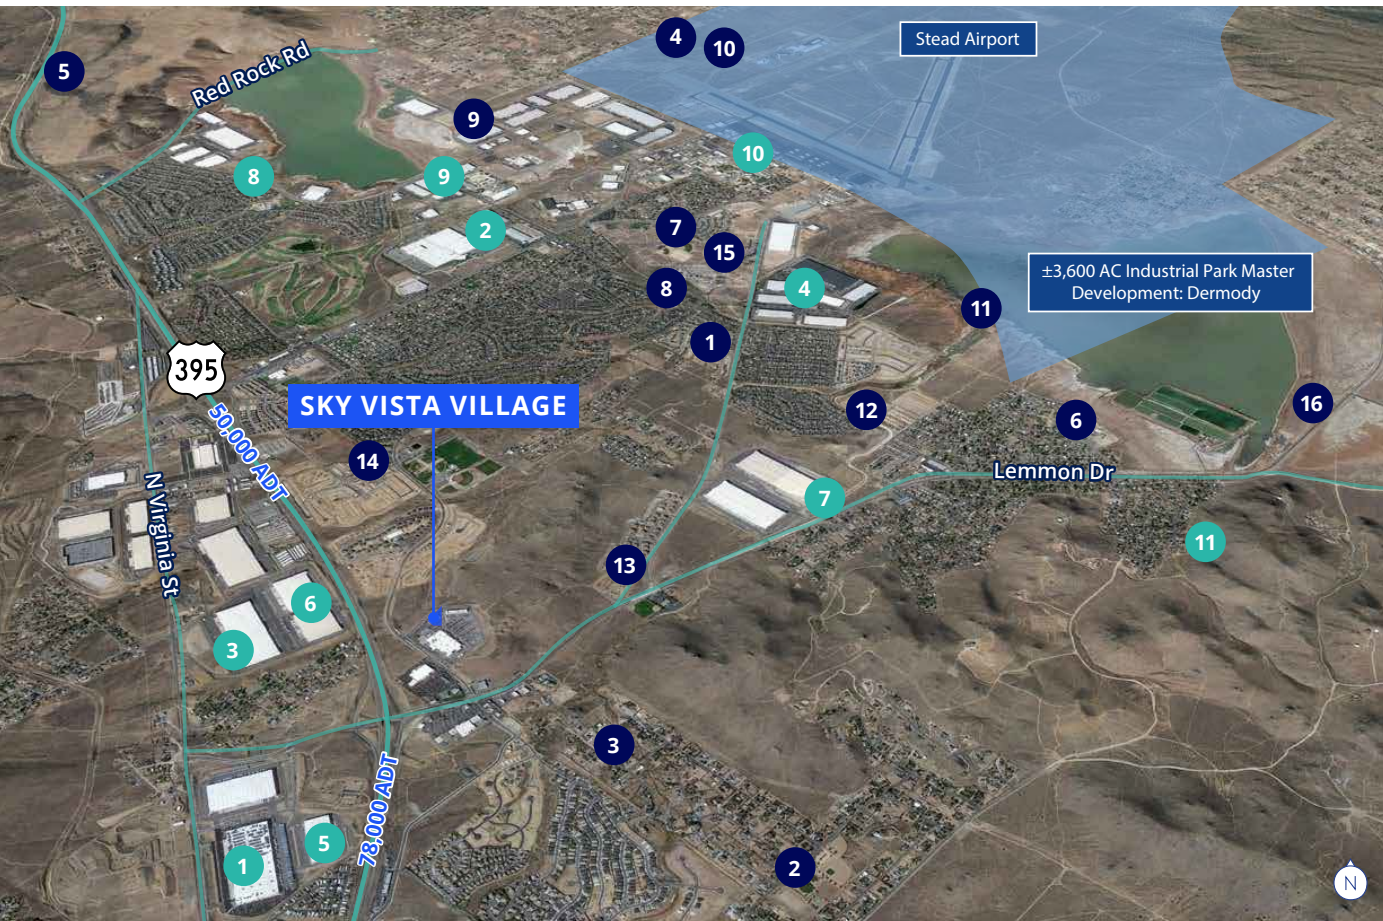 4
10
Stead Airport
5
Red Rock Rd
9
10
8
9
2
7
15
8
4
±3,600 AC Industrial Park Master
Development: Dermody
11
1
395
SKY VISTA VILLAGE
50,000 ADT
12
6
16
14
Lemmon Dr
7
N Virginia St
11
13
6
3
3
78,000 ADT
5
1
2
N